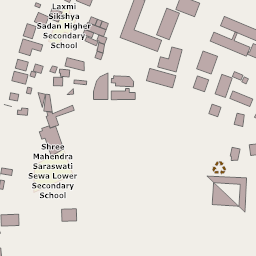 Laxmi
Sikshya
Sadan Higher
Secondary
School
Shree
Mahendra
Saraswati
Sewa Lower
Secondary
School